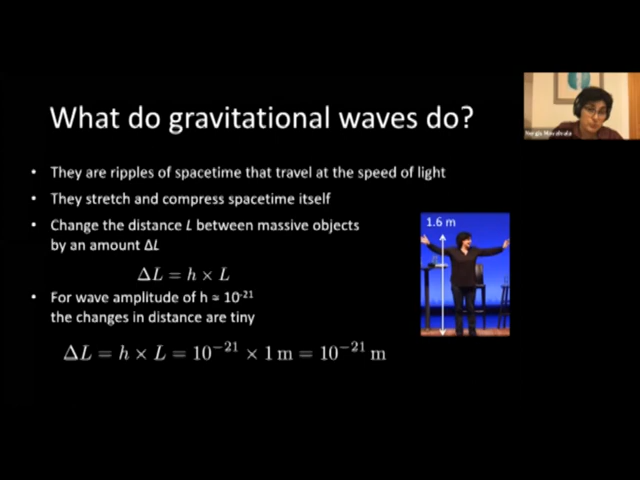 What do gravitational waves do?
Nergis Mavalvala
• They are ripples of spacetime that travel at the speed of light
• They stretch and compress spacetime itself
• Change the distance L between massive objects
by an amount ΔL
1.6 m
ΔL = h × L
• For wave amplitude of h ≃ 10⁻²¹
the changes in distance are tiny
ΔL = h × L = 10⁻²¹ × 1 m = 10⁻²¹ m